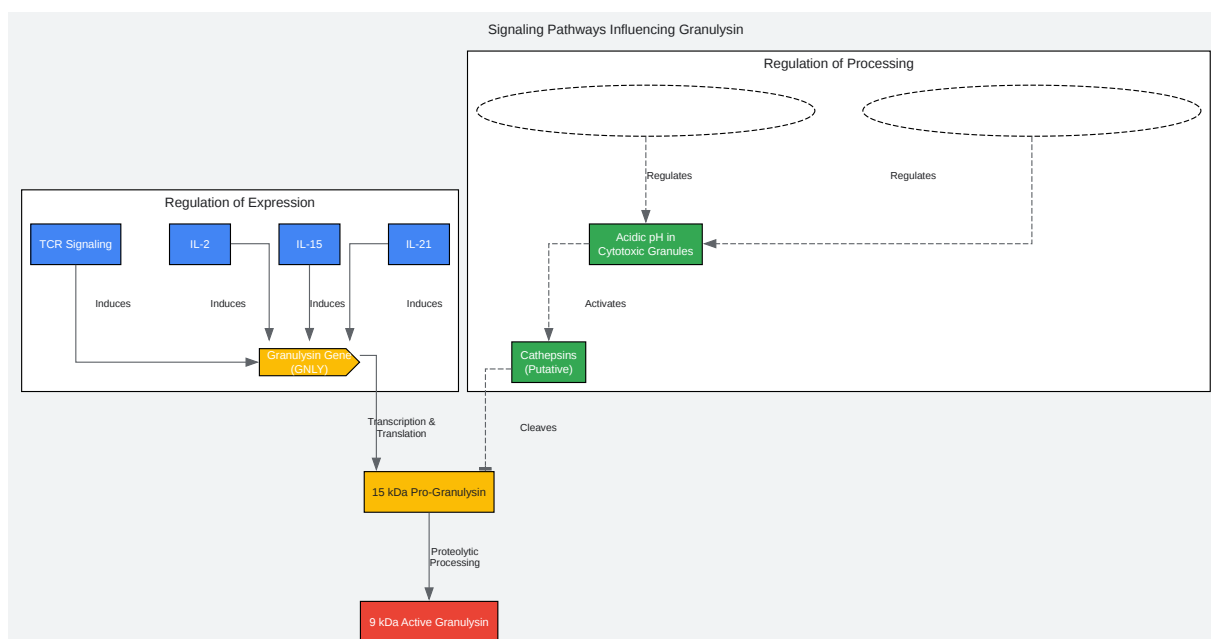 Signaling Pathways Influencing Granulysin
Regulation of Processing
Regulates
Regulates
Regulation of Expression
TCR Signaling
IL-2
IL-15
IL-21
Acidic pH in
Cytotoxic Granules
Induces
Induces
Induces
Induces
Activates
Granulysin Gene
(GNLY)
Cathepsins
(Putative)
Transcription &
Translation
Cleaves
15 kDa Pro-Granulysin
Proteolytic
Processing
9 kDa Active Granulysin